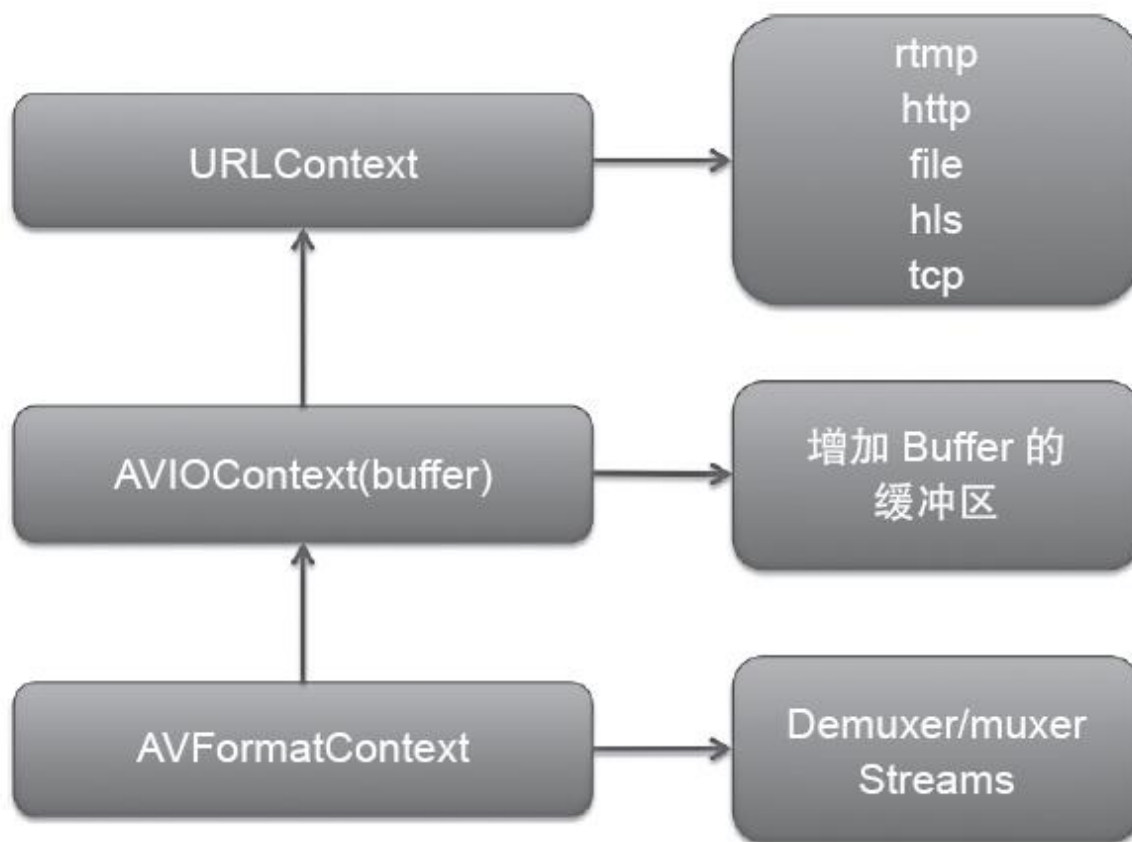 URLContext
rtmp
http
file
hls
tcp
AVIOContext(buffer)
增加 Buffer 的
缓冲区
AVFormatContext
Demuxer/muxer
Streams